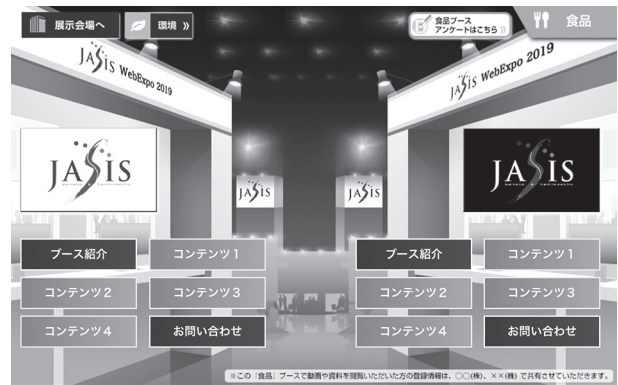 展示会場へ
環境 》
食品ブース
アンケートはこちら 》
食品
JASIS WebExpo 2019
JASIS WebExpo 2019
JASIS
JASIS
JASIS
JASIS
ブース紹介
コンテンツ1
コンテンツ2
コンテンツ3
コンテンツ4
お問い合わせ
ブース紹介
コンテンツ1
コンテンツ2
コンテンツ3
コンテンツ4
お問い合わせ
※この「食品」ブースで動画や資料を閲覧いただいた方の登録情報は、○○(株)、××(株) で共有させていただきます。